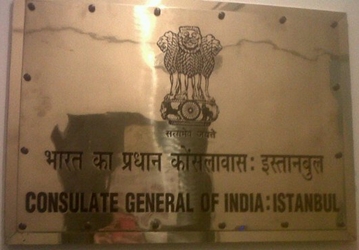 सत्यमेव जयते
भारत का प्रधान कोंसलावास: इस्तानबुल
CONSULATE GENERAL OF INDIA: ISTANBUL